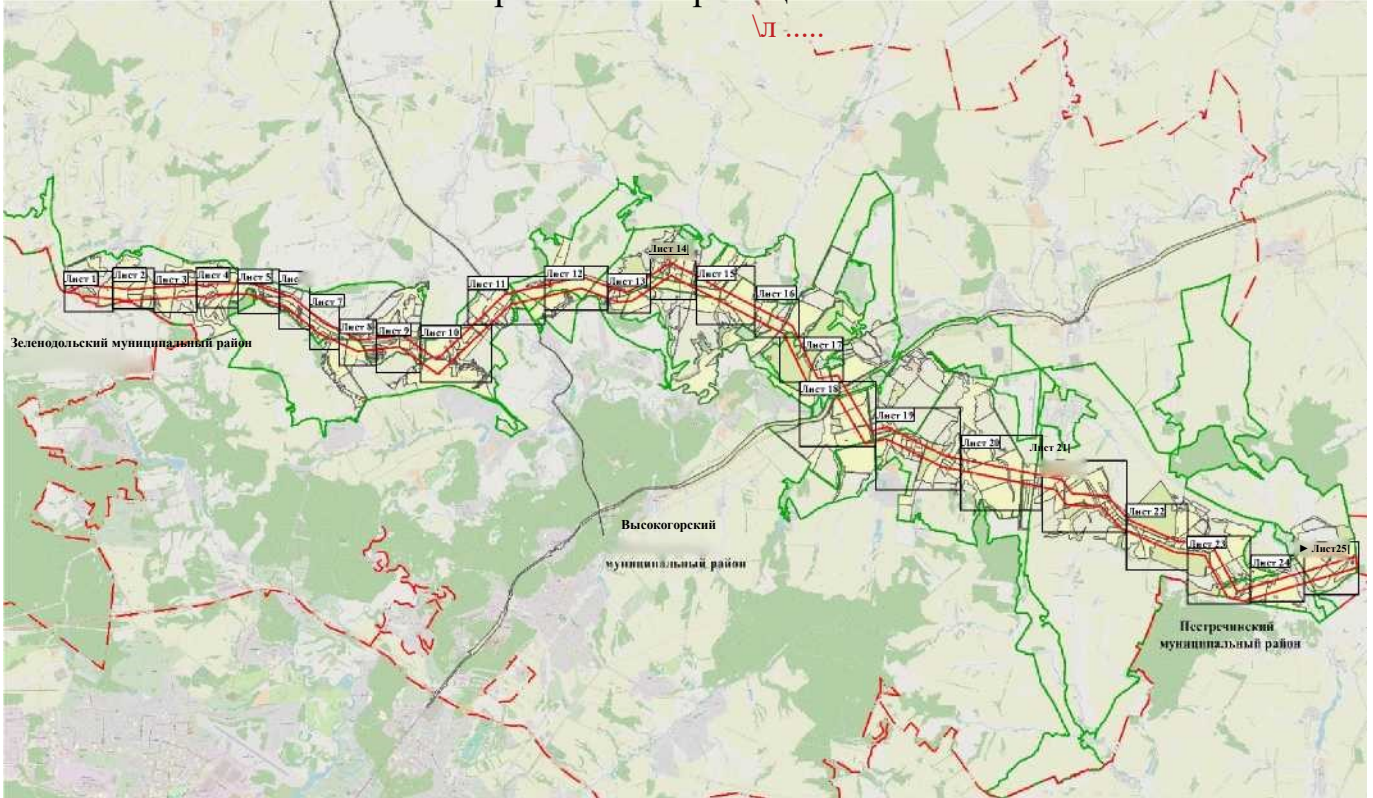 \л .....
Лист 1
Лист 2
Лист 3
Лист 4
Лист 5
Лис
Лист 7
Лист 8
Лист 9
Лист 10
Лист 11
Лист 12
Лист 13
Лист 14|
Лист 15
Лист 16
Лист 17
Лист 18
Лист 19
Лист 20
Лист 21|
Лист 22
Лист 23
Лист 24
► Лист25|
Зеленодольский муниципальный район
Высокогорский
муниципальный район
Пестречинский
муниципальный район